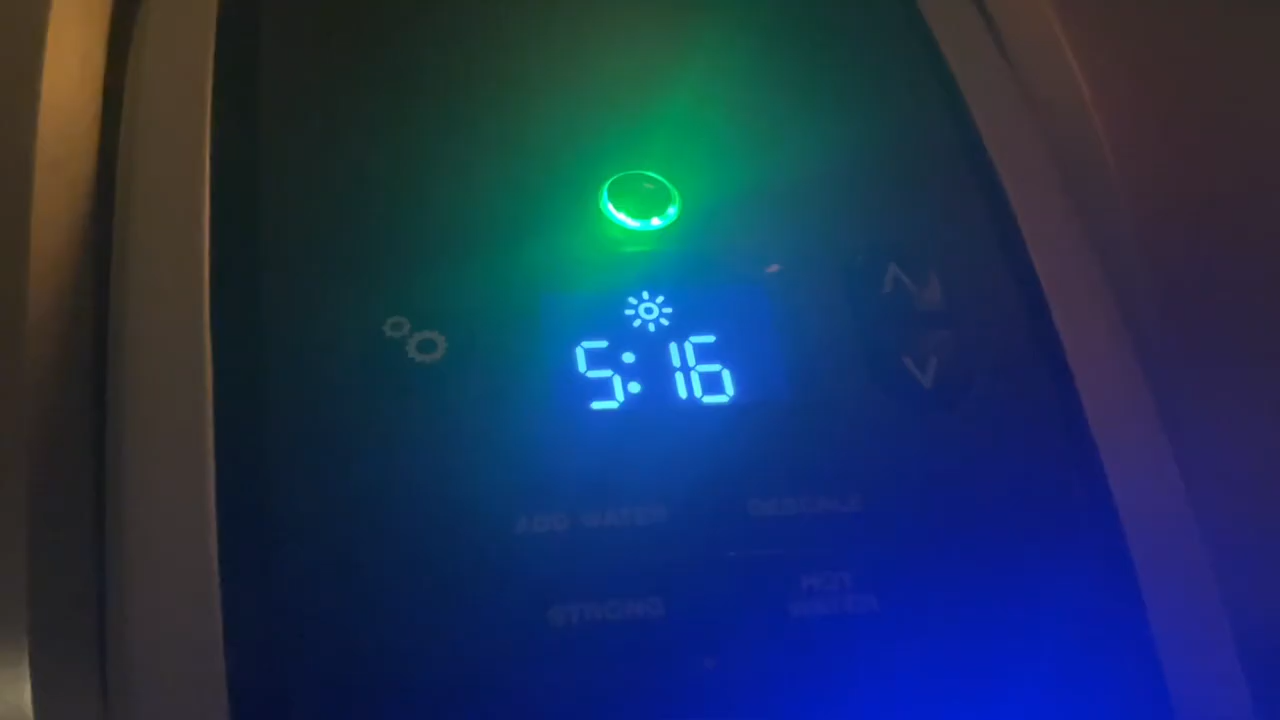 5:16
ADD WATER
DESCALE
STRONG
HOT
WATER